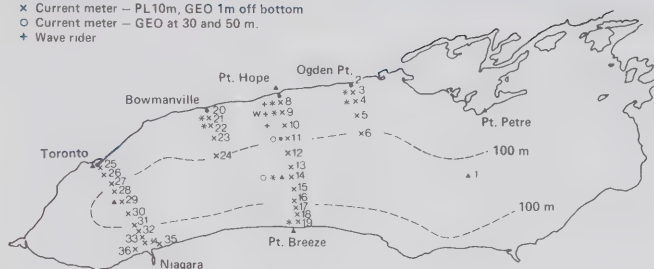 × Current meter — PL10m, GEO 1m off bottom
○ Current meter — GEO at 30 and 50 m.
+ Wave rider
Ogden Pt.
Pt. Hope
2
* × 3
Bowmanville
+ * × 8
* × 4
20
W + * × 9
× 5
* × 21
Pt. Petre
* × 22
+ × 10
× 6
× 23
○ * × 11
100 m
Toronto
× 24
× 12
25
× 26
× 13
× 27
○ * ▲ 14
▲ 1
× 28
× 15
▲ × 29
× 16
× 30
× 17
100 m
× 31
× 18
× 32
* × 19
33 × × 4 × 35
36 ×
Pt. Breeze
Niagara